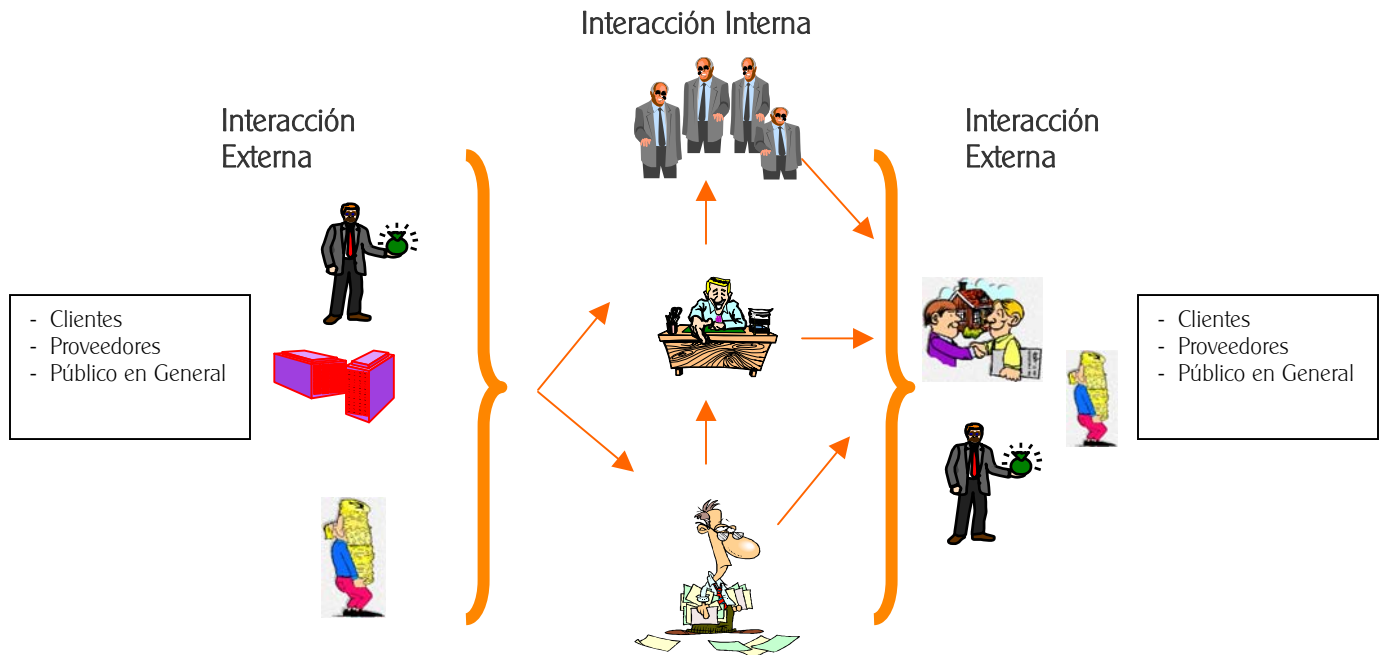 Interacción Interna
Interacción
Externa
- Clientes
- Proveedores
- Público en General
Interacción
Externa
- Clientes
- Proveedores
- Público en General